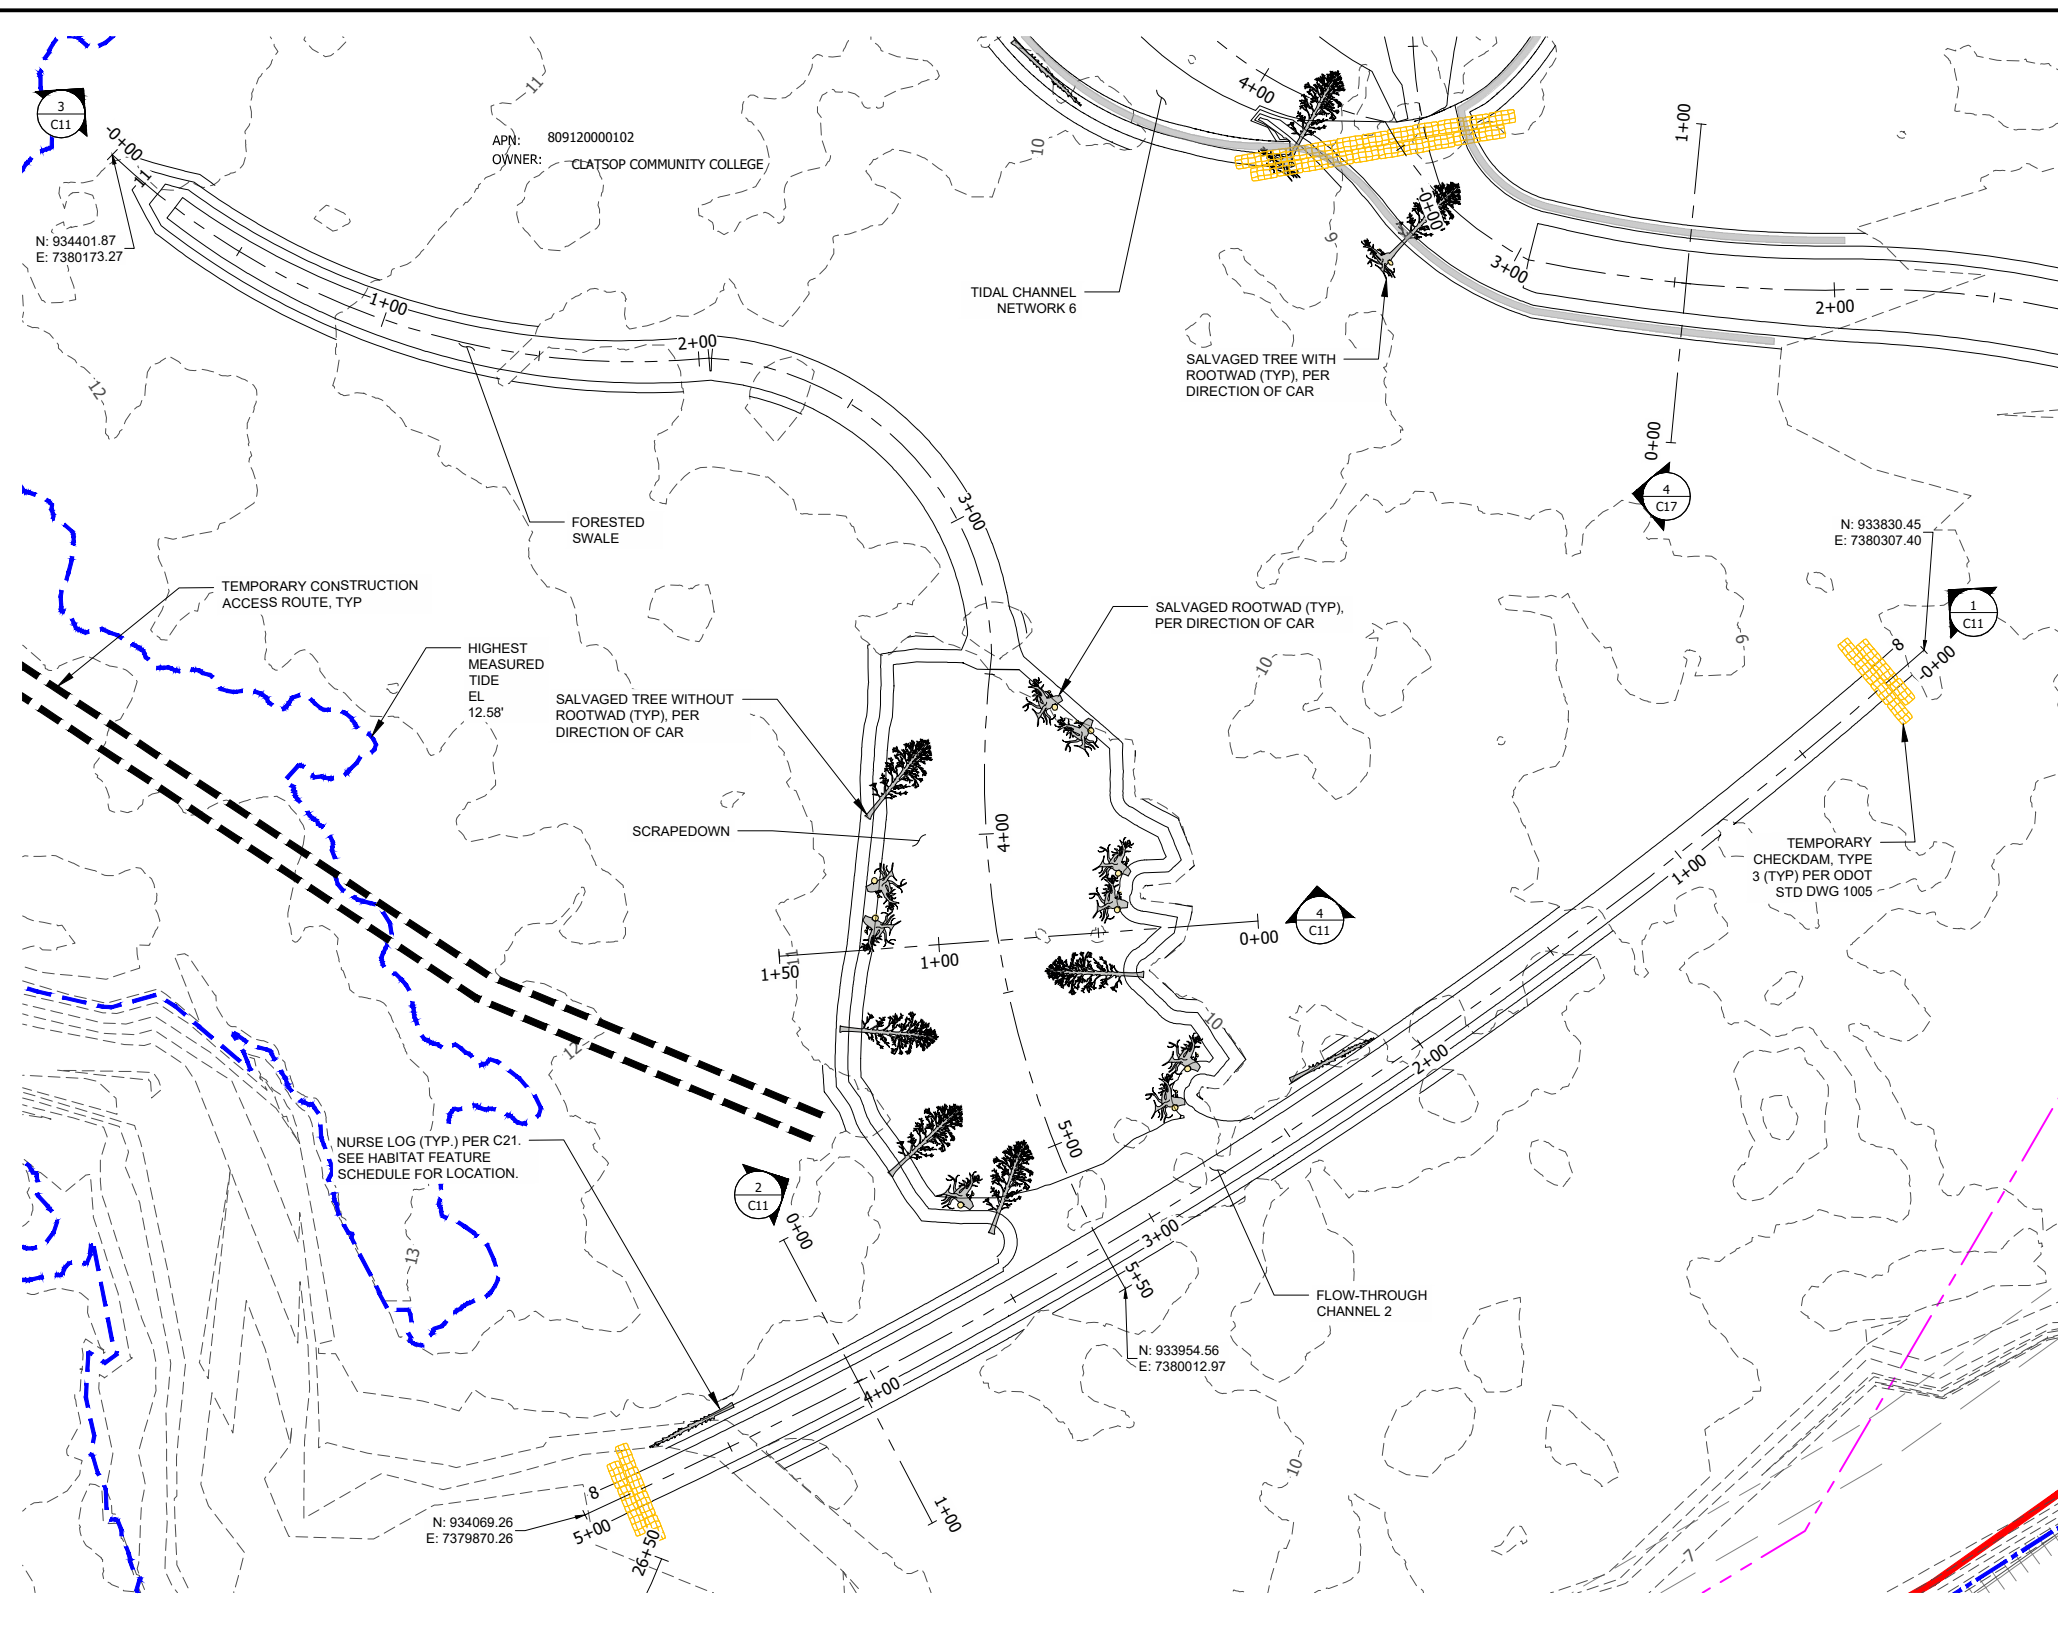 3
C11
-0+00
11
N: 934401.87
E: 7380173.27
APN: 809120000102
OWNER: CLATSOP COMMUNITY COLLEGE
11
10
9
4+00
-0+00
3+00
2+00
1+00
0+00
TIDAL CHANNEL
NETWORK 6
SALVAGED TREE WITH
ROOTWAD (TYP), PER
DIRECTION OF CAR
1+00
2+00
3+00
12
FORESTED
SWALE
4
C17
N: 933830.45
E: 7380307.40
1
C11
8
-0+00
9
10
TEMPORARY CONSTRUCTION
ACCESS ROUTE, TYP
HIGHEST
MEASURED
TIDE
EL
12.58'
SALVAGED ROOTWAD (TYP),
PER DIRECTION OF CAR
SALVAGED TREE WITHOUT
ROOTWAD (TYP), PER
DIRECTION OF CAR
SCRAPEDOWN
4+00
TEMPORARY
CHECKDAM, TYPE
3 (TYP) PER ODOT
STD DWG 1005
1+00
4
C11
0+00
1+00
1+50
11
10
12
2+00
5+00
NURSE LOG (TYP.) PER C21.
SEE HABITAT FEATURE
SCHEDULE FOR LOCATION.
2
C11
0+00
13
3+00
5+50
FLOW-THROUGH
CHANNEL 2
N: 933954.56
E: 7380012.97
4+00
10
8
5+00
N: 934069.26
E: 7379870.26
1+00
26+50
7